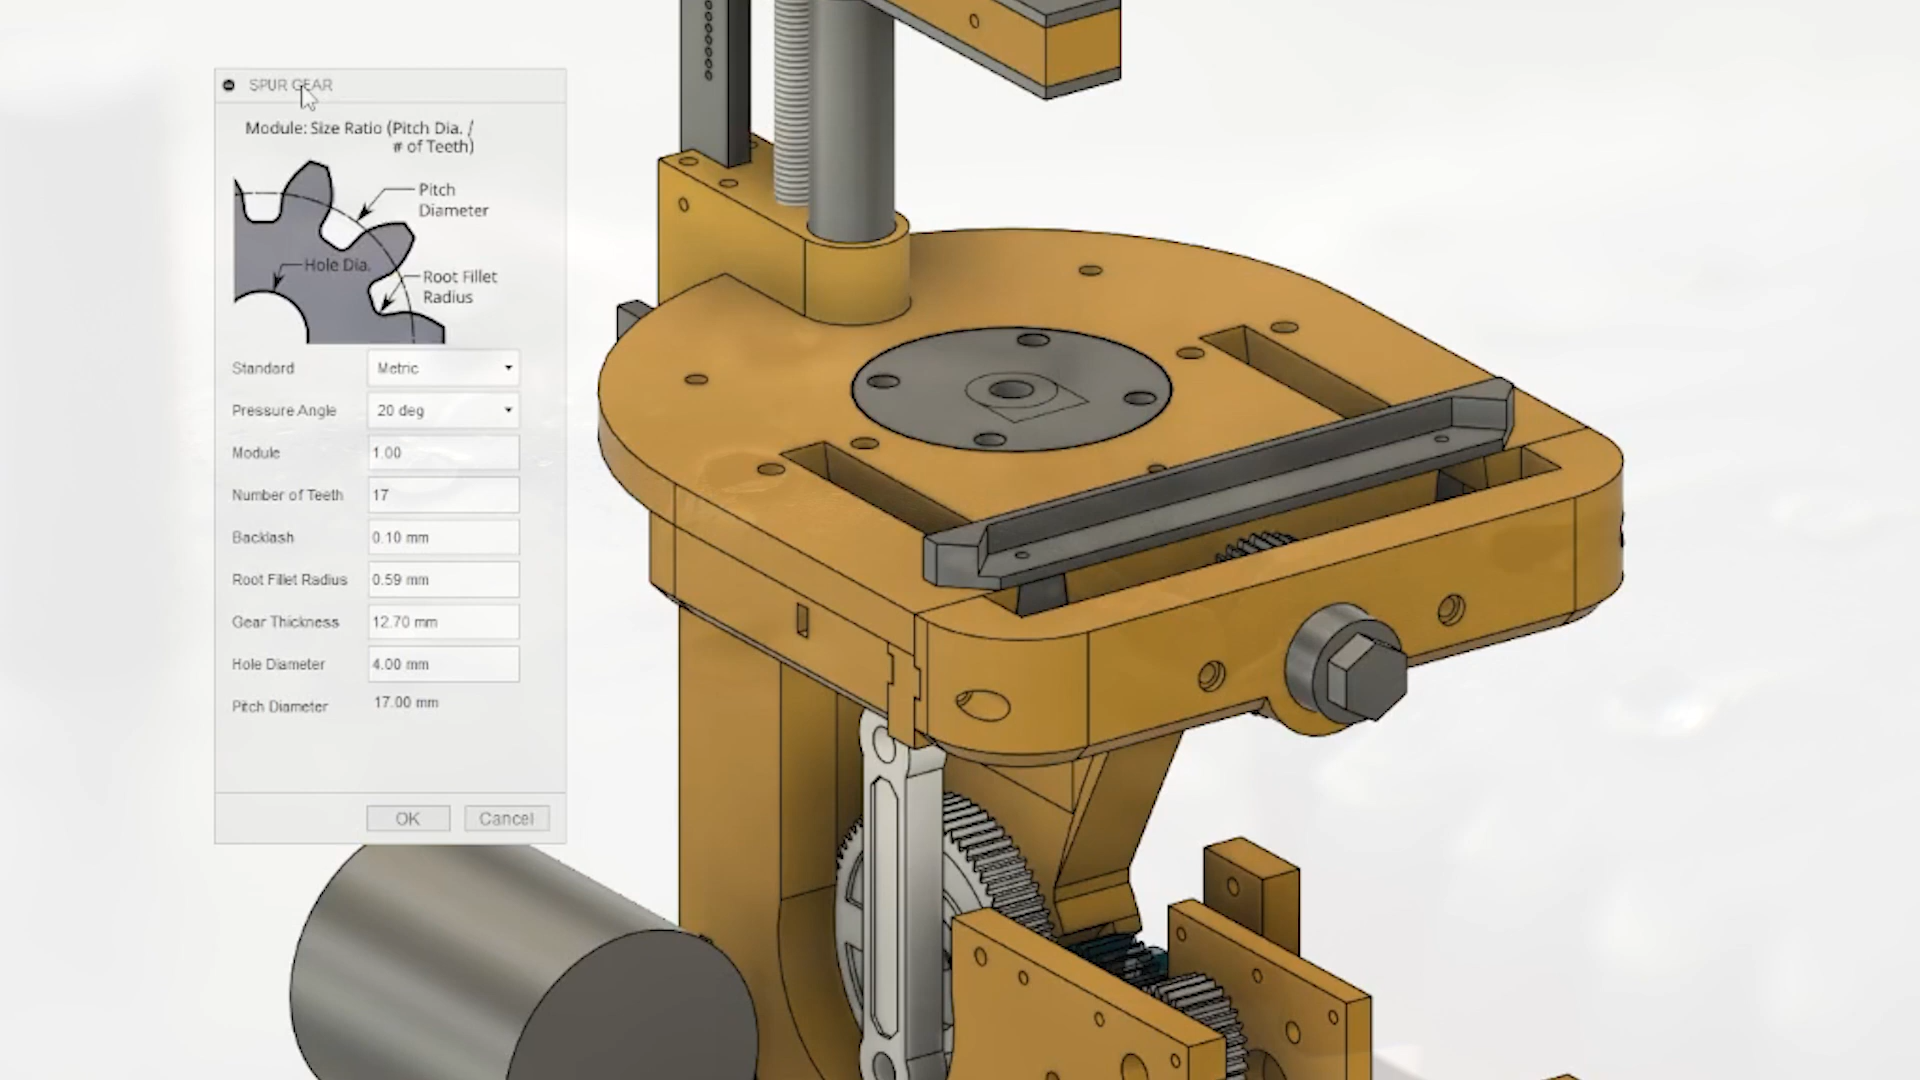 SPUR GEAR
Module: Size Ratio (Pitch Dia. /
# of Teeth)
Pitch
Diameter
Hole Dia.
Root Fillet
Radius
Standard Metric
Pressure Angle 20 deg
Module 1.00
Number of Teeth 17
Backlash 0.10 mm
Root Fillet Radius 0.59 mm
Gear Thickness 12.70 mm
Hole Diameter 4.00 mm
Pitch Diameter 17.00 mm
OK Cancel